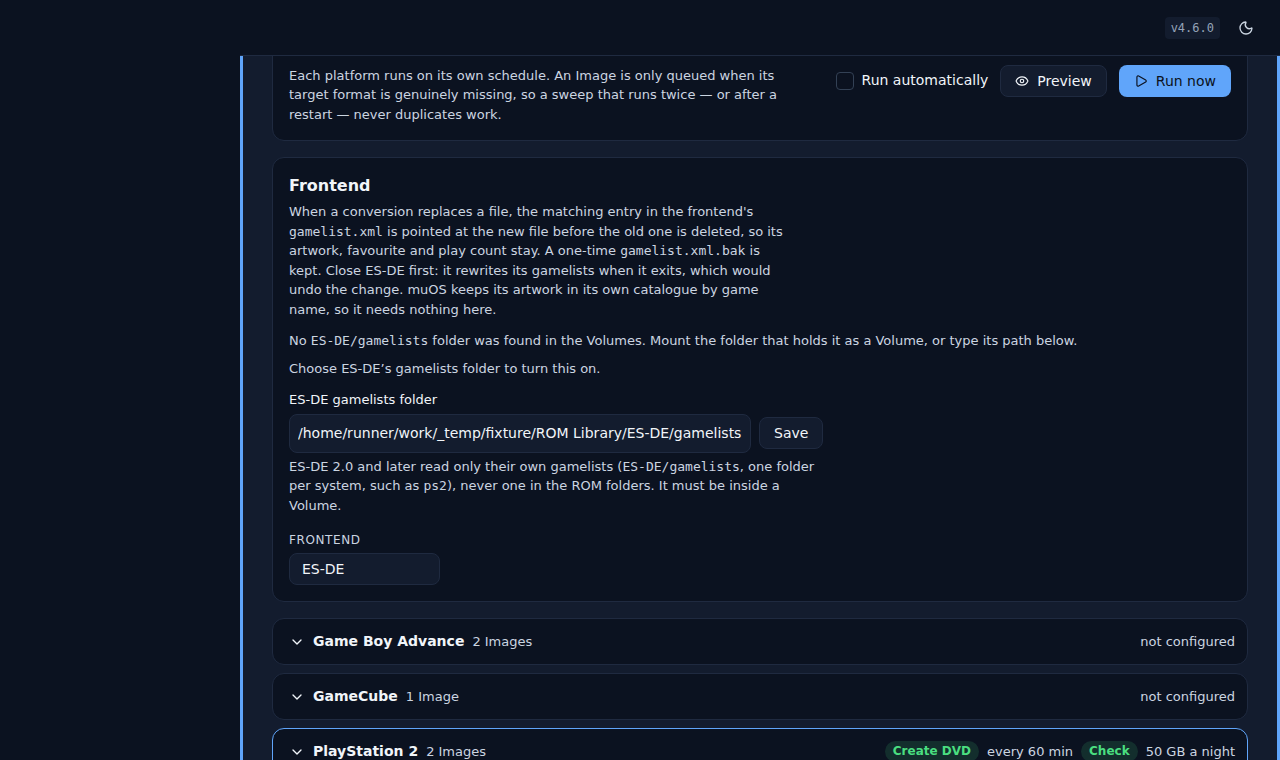 v4.6.0
Each platform runs on its own schedule. An Image is only queued when its
target format is genuinely missing, so a sweep that runs twice — or after a
restart — never duplicates work.
Run automatically
Preview
Run now
Frontend
When a conversion replaces a file, the matching entry in the frontend's
gamelist.xml is pointed at the new file before the old one is deleted, so its
artwork, favourite and play count stay. A one-time gamelist.xml.bak is
kept. Close ES-DE first: it rewrites its gamelists when it exits, which would
undo the change. muOS keeps its artwork in its own catalogue by game
name, so it needs nothing here.
No ES-DE/gamelists folder was found in the Volumes. Mount the folder that holds it as a Volume, or type its path below.
Choose ES-DE’s gamelists folder to turn this on.
ES-DE gamelists folder
/home/runner/work/_temp/fixture/ROM Library/ES-DE/gamelists
Save
ES-DE 2.0 and later read only their own gamelists (ES-DE/gamelists, one folder
per system, such as ps2), never one in the ROM folders. It must be inside a
Volume.
FRONTEND
ES-DE
Game Boy Advance 2 Images not configured
GameCube 1 Image not configured
PlayStation 2 2 Images Create DVD every 60 min Check 50 GB a night